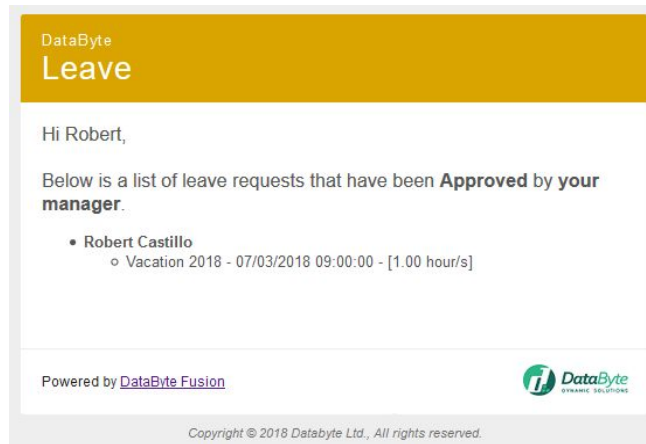 DataByte
Leave
Hi Robert,
Below is a list of leave requests that have been Approved by your
manager.
• Robert Castillo
○ Vacation 2018 - 07/03/2018 09:00:00 - [1.00 hour/s]
Powered by DataByte Fusion
DataByte
DYNAMIC SOLUTIONS
Copyright © 2018 Databyte Ltd., All rights reserved.